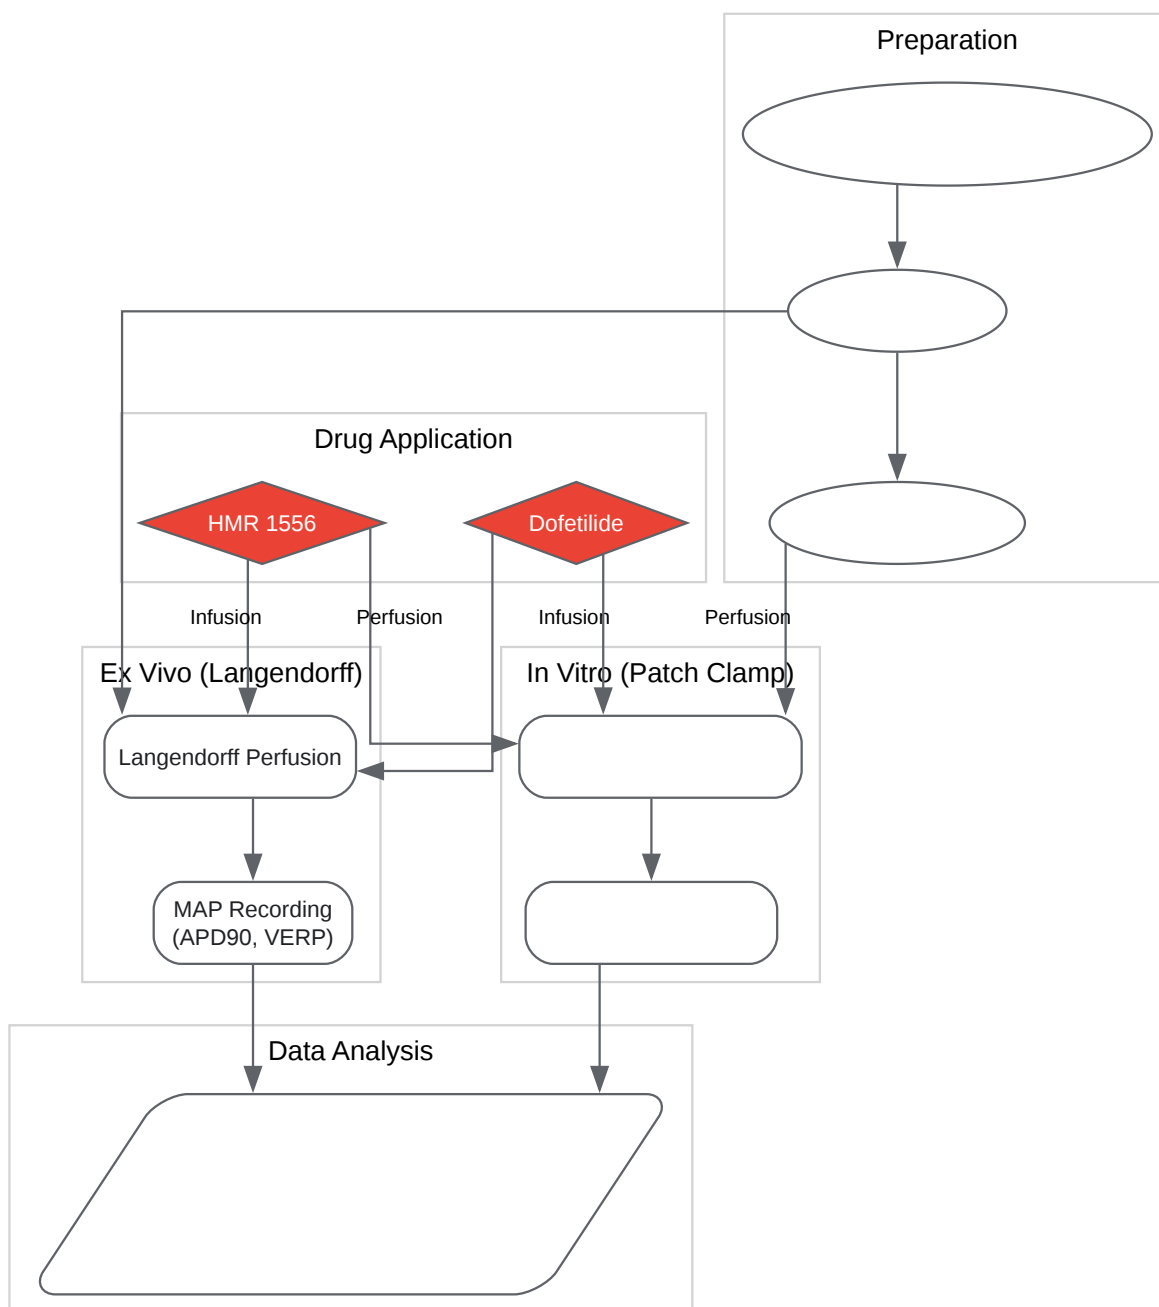 Preparation
Drug Application
HMR 1556
Dofetilide
Infusion
Perfusion
Infusion
Perfusion
Ex Vivo (Langendorff)
In Vitro (Patch Clamp)
Langendorff Perfusion
MAP Recording
(APD90, VERP)
Data Analysis